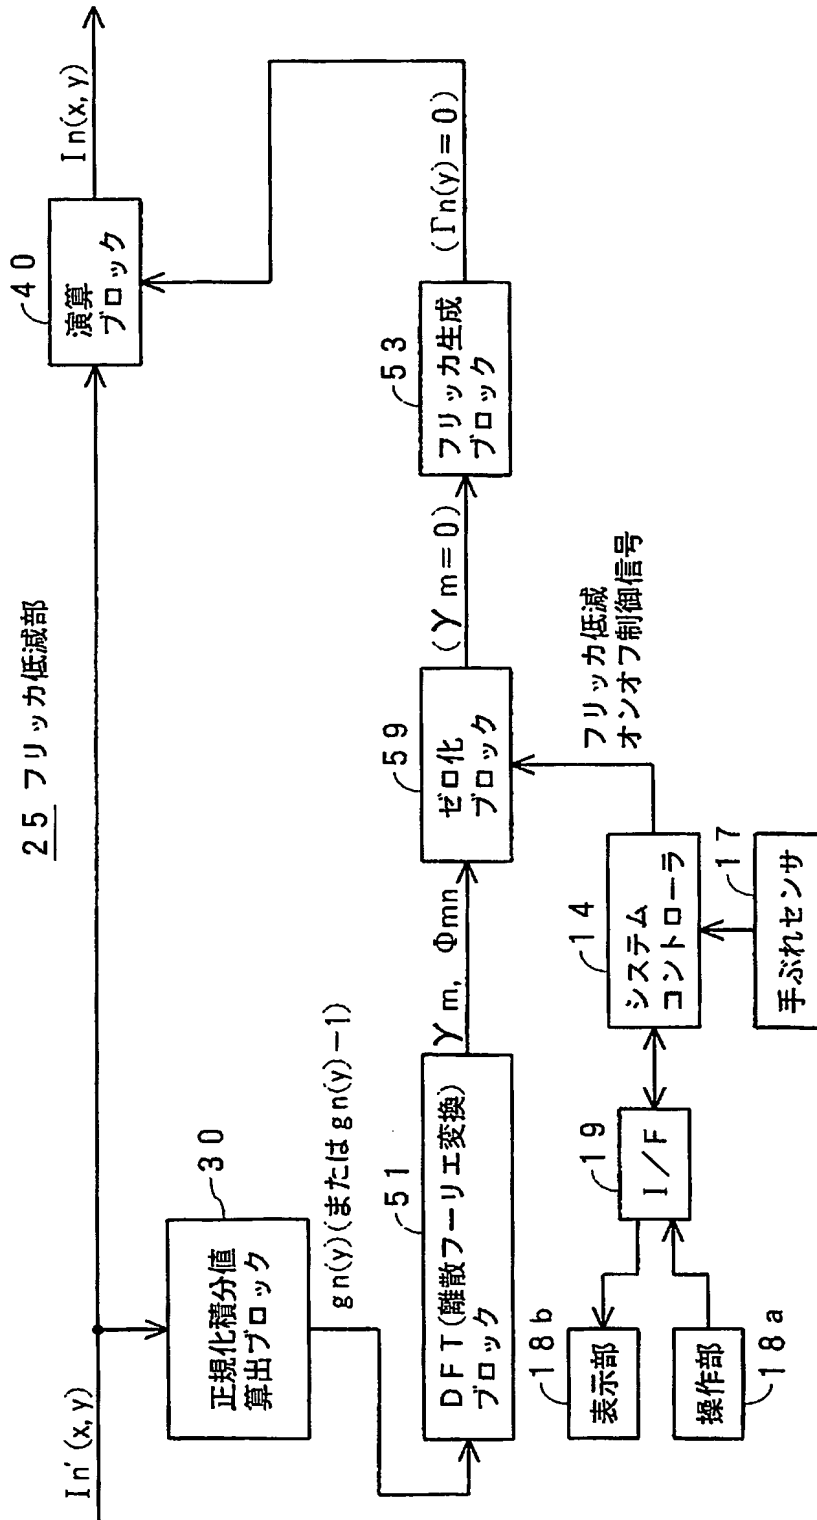 25 フリッカ低減部
In'(x,y)
正規化積分値
算出ブロック
30
gn(y)(またはgn(y)−1)
DFT(離散フーリエ変換)
ブロック
51
γm, Φmn
ゼロ化
ブロック
59
(γm=0)
フリッカ生成
ブロック
53
(Γn(y)=0)
演算
ブロック
40
In(x,y)
フリッカ低減
オンオフ制御信号
システム
コントローラ
14
手ぶれセンサ
17
I/F
19
表示部
18b
操作部
18a